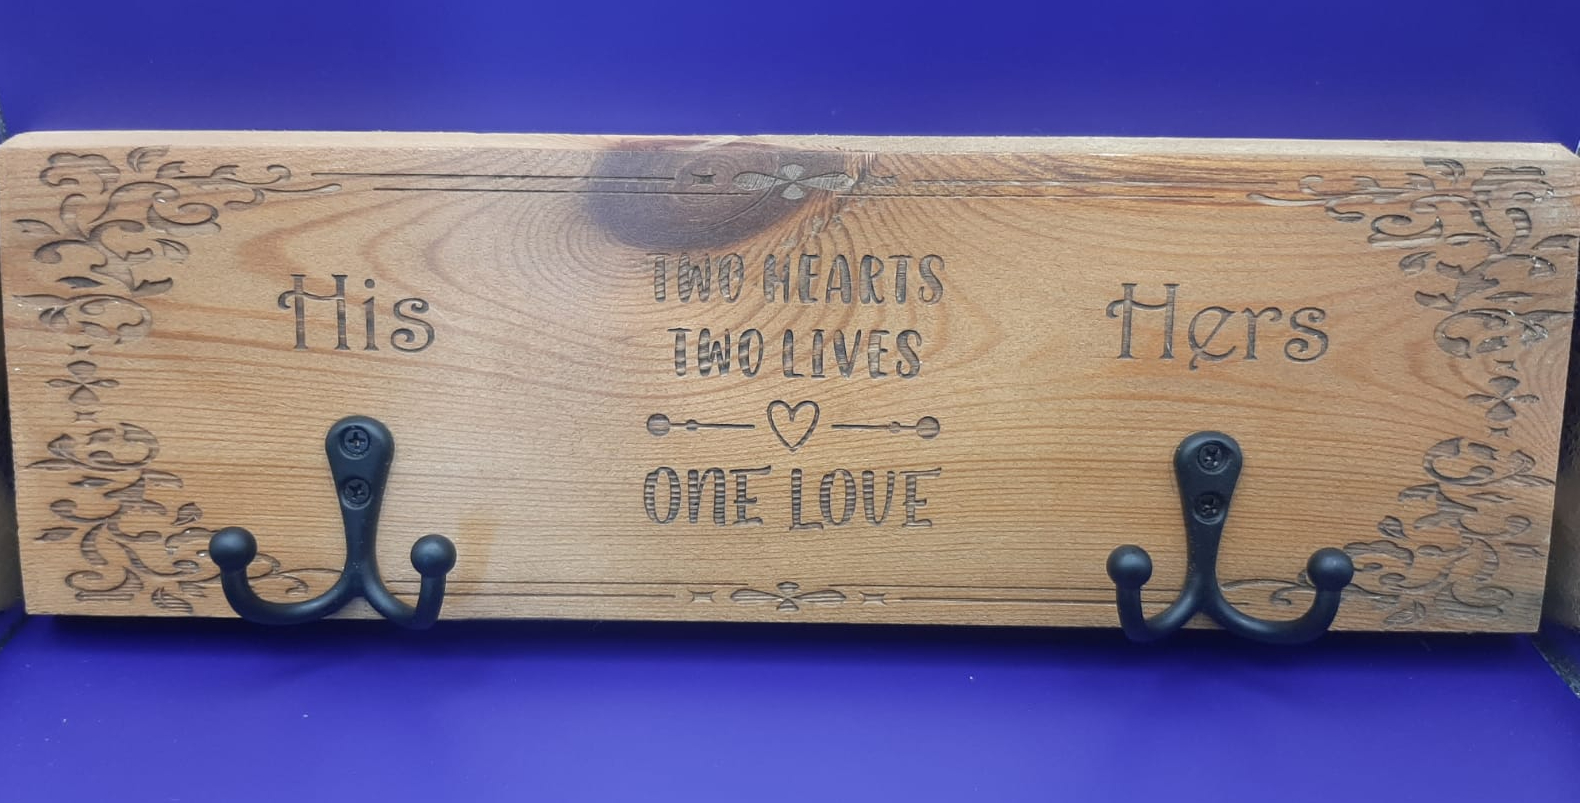 His
TWO HEARTS
TWO LIVES
ONE LOVE
Hers